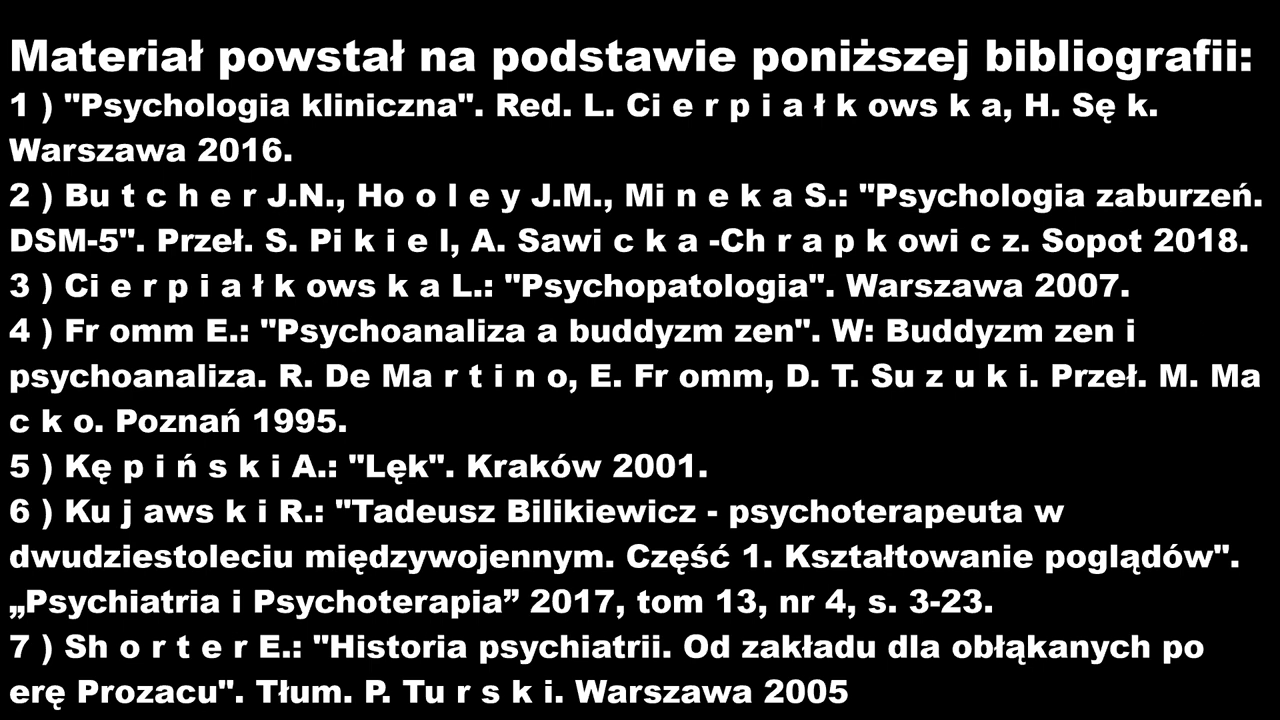 Materiał powstał na podstawie poniższej bibliografii:
1 ) "Psychologia kliniczna". Red. L. Ci e r p i a ł k ows k a, H. Sę k.
Warszawa 2016.
2 ) Bu t c h e r J.N., Ho o l e y J.M., Mi n e k a S.: "Psychologia zaburzeń.
DSM-5". Przeł. S. Pi k i e l, A. Sawi c k a -Ch r a p k owi c z. Sopot 2018.
3 ) Ci e r p i a ł k ows k a L.: "Psychopatologia". Warszawa 2007.
4 ) Fr omm E.: "Psychoanaliza a buddyzm zen". W: Buddyzm zen i
psychoanaliza. R. De Ma r t i n o, E. Fr omm, D. T. Su z u k i. Przeł. M. Ma
c k o. Poznań 1995.
5 ) Kę p i ń s k i A.: "Lęk". Kraków 2001.
6 ) Ku j aws k i R.: "Tadeusz Bilikiewicz - psychoterapeuta w
dwudziestoleciu międzywojennym. Część 1. Kształtowanie poglądów".
„Psychiatria i Psychoterapia” 2017, tom 13, nr 4, s. 3-23.
7 ) Sh o r t e r E.: "Historia psychiatrii. Od zakładu dla obłąkanych po
erę Prozacu". Tłum. P. Tu r s k i. Warszawa 2005